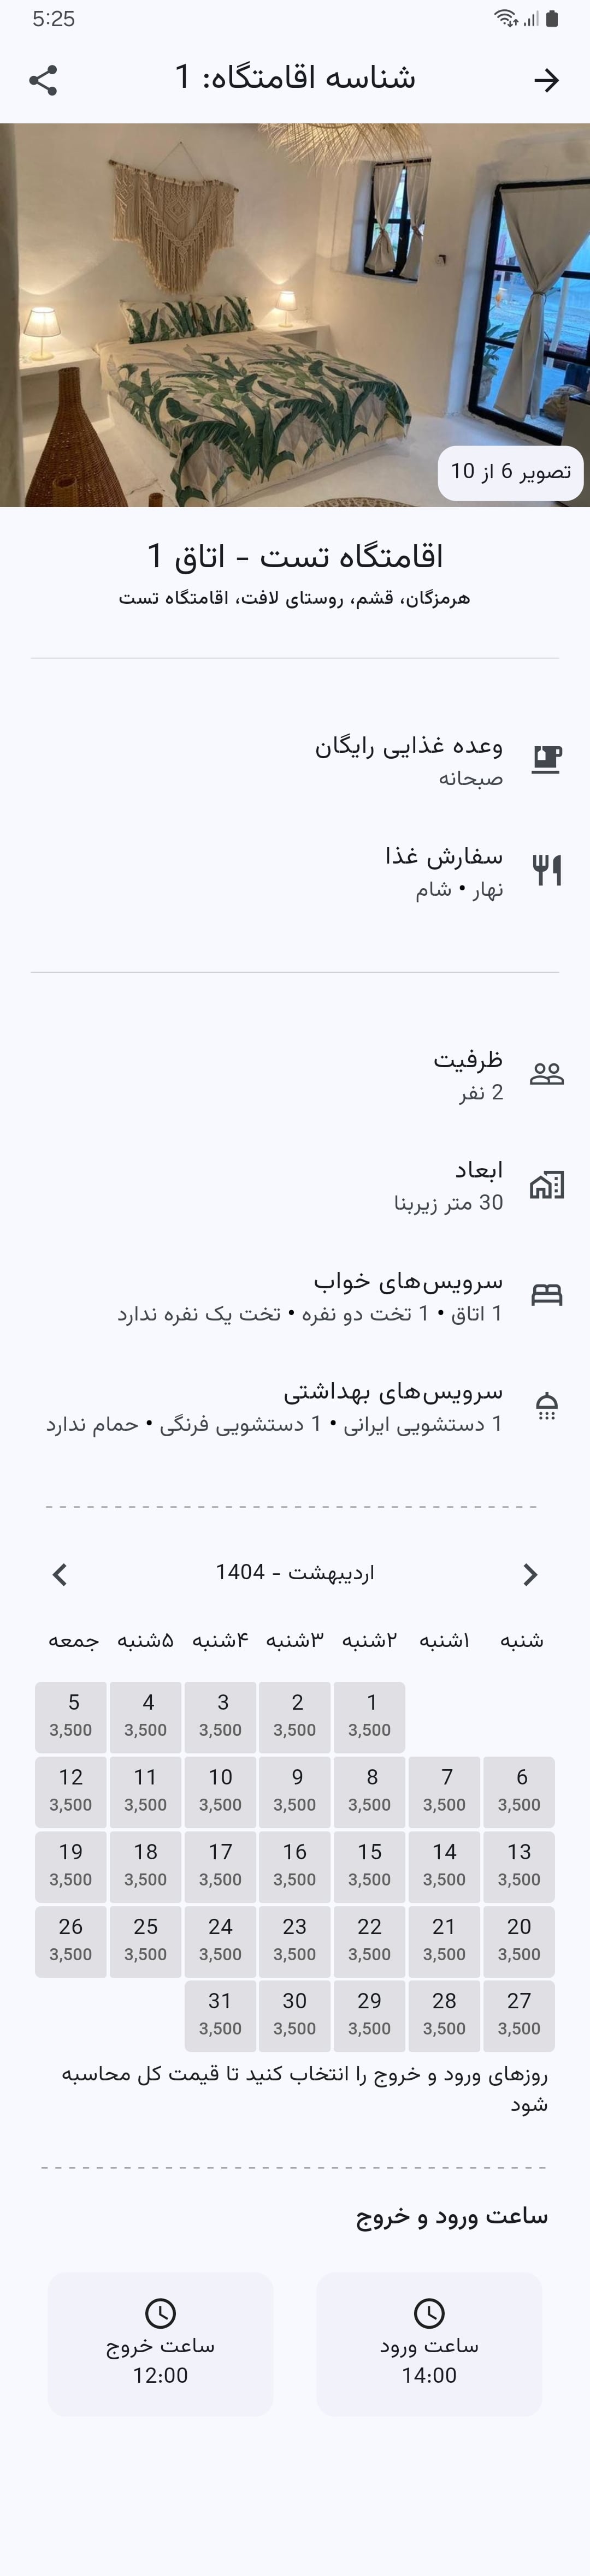 5:25
شناسه اقامتگاه: 1
تصویر 6 از 10
اقامتگاه تست - اتاق 1
هرمزگان، قشم، روستای لافت، اقامتگاه تست
وعده غذایی رایگان
صبحانه
سفارش غذا
نهار • شام
ظرفیت
2 نفر
ابعاد
30 متر زیربنا
سرویس‌های خواب
1 اتاق • 1 تخت دو نفره • تخت یک نفره ندارد
سرویس‌های بهداشتی
1 دستشویی ایرانی • 1 دستشویی فرنگی • حمام ندارد
اردیبهشت - 1404
شنبه ۱شنبه ۲شنبه ۳شنبه ۴شنبه ۵شنبه جمعه
1 2 3 4 5
3,500 3,500 3,500 3,500 3,500
6 7 8 9 10 11 12
3,500 3,500 3,500 3,500 3,500 3,500 3,500
13 14 15 16 17 18 19
3,500 3,500 3,500 3,500 3,500 3,500 3,500
20 21 22 23 24 25 26
3,500 3,500 3,500 3,500 3,500 3,500 3,500
27 28 29 30 31
3,500 3,500 3,500 3,500 3,500
روزهای ورود و خروج را انتخاب کنید تا قیمت کل محاسبه
شود
ساعت ورود و خروج
ساعت ورود
14:00
ساعت خروج
12:00